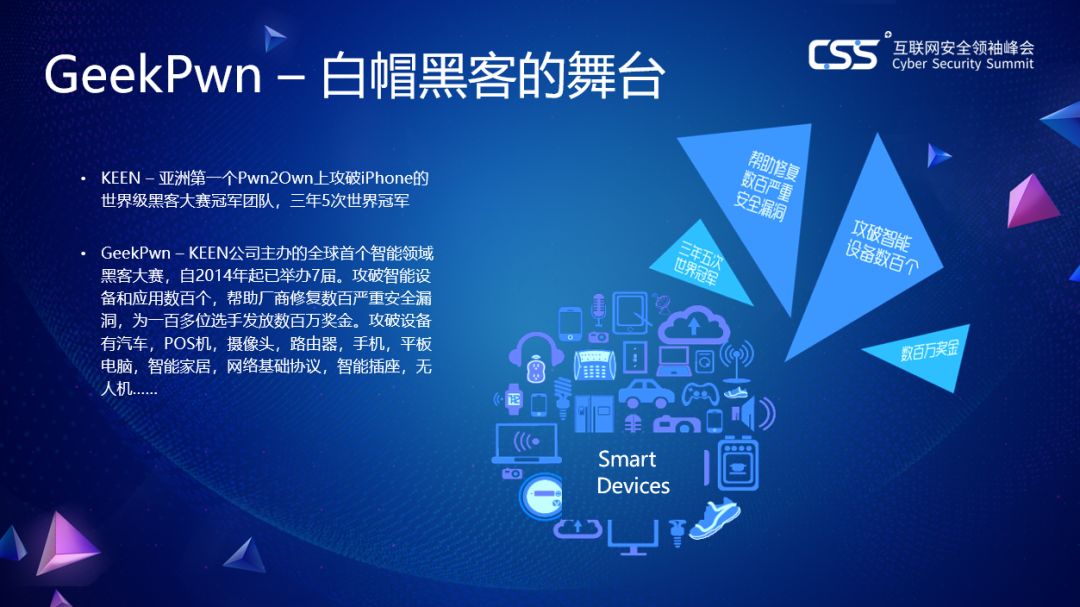 GeekPwn – 白帽黑客的舞台
CSS 互联网安全领袖峰会
Cyber Security Summit
• KEEN – 亚洲第一个Pwn2Own上攻破iPhone的
世界级黑客大赛冠军团队，三年5次世界冠军
• GeekPwn – KEEN公司主办的全球首个智能领域
黑客大赛，自2014年起已举办7届。攻破智能设
备和应用数百个，帮助厂商修复数百严重安全漏
洞，为一百多位选手发放数百万奖金。攻破设备
有汽车，POS机，摄像头，路由器，手机，平板
电脑，智能家居，网络基础协议，智能插座，无
人机......
三年五次
世界冠军
帮助修复
数百严重
安全漏洞
攻破智能
设备数百个
数百万奖金
Smart
Devices